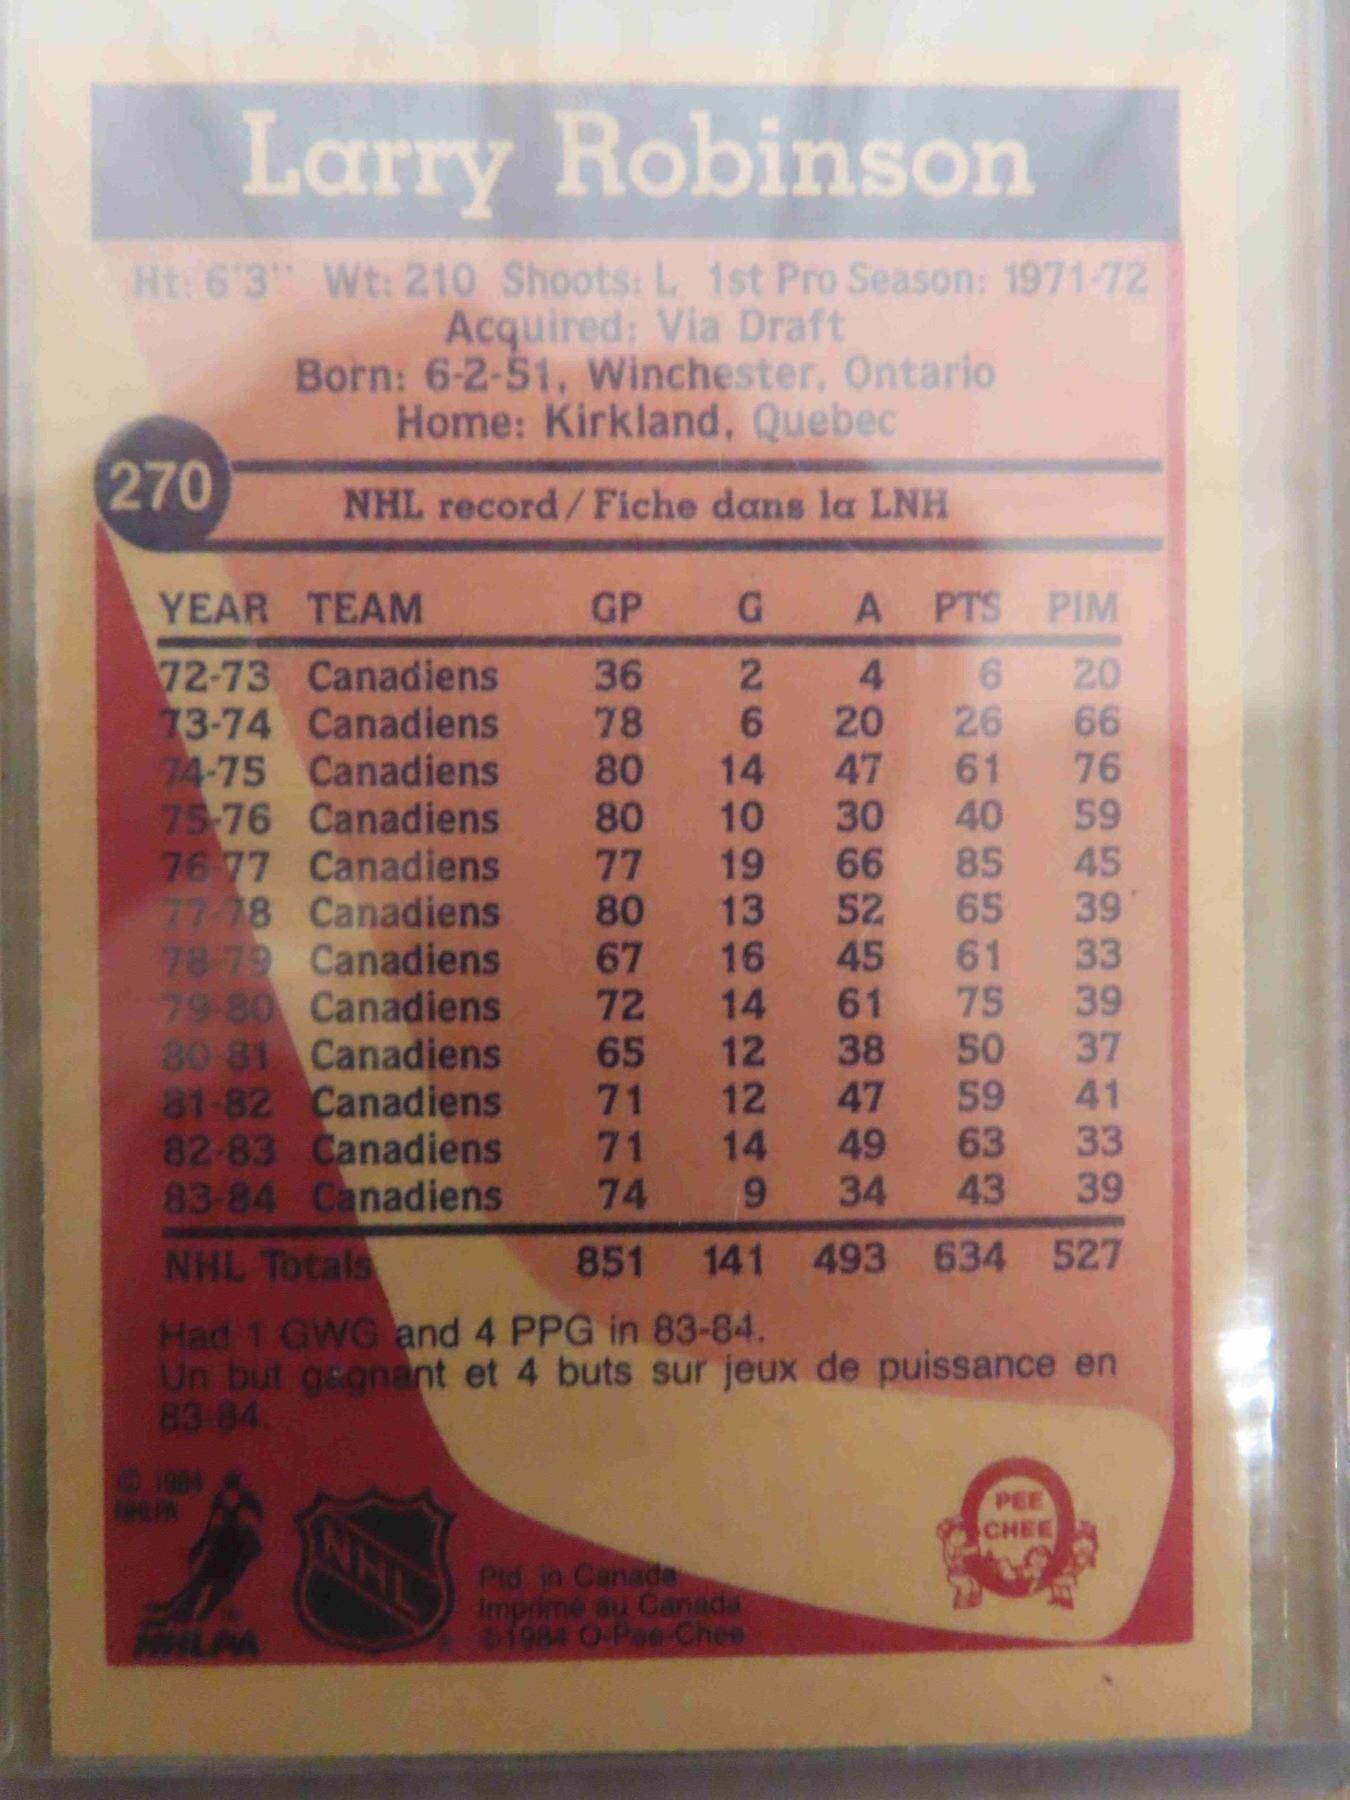 Larry Robinson
Ht: 6'3'' Wt: 210 Shoots: L 1st Pro Season: 1971-72
Acquired: Via Draft
Born: 6-2-51, Winchester, Ontario
Home: Kirkland, Quebec
270
NHL record / Fiche dans la LNH
YEAR TEAM GP G A PTS PIM
72-73 Canadiens 36 2 4 6 20
73-74 Canadiens 78 6 20 26 66
74-75 Canadiens 80 14 47 61 76
75-76 Canadiens 80 10 30 40 59
76-77 Canadiens 77 19 66 85 45
77-78 Canadiens 80 13 52 65 39
78-79 Canadiens 67 16 45 61 33
79-80 Canadiens 72 14 61 75 39
80-81 Canadiens 65 12 38 50 37
81-82 Canadiens 71 12 47 59 41
82-83 Canadiens 71 14 49 63 33
83-84 Canadiens 74 9 34 43 39
NHL Totals 851 141 493 634 527
Had 1 GWG and 4 PPG in 83-84.
Un but gagnant et 4 buts sur jeux de puissance en
83-84.
© 1984
NHLPA
NHLPA
NHL
Ptd. in Canada
Imprimé au Canada
© 1984 O-Pee-Chee
PEE
CHEE